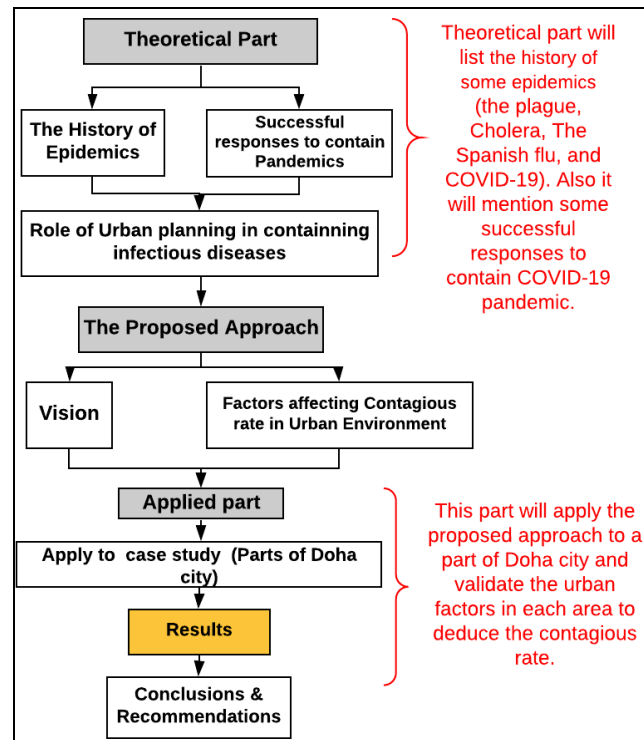 Theoretical Part
The History of
Epidemics
Successful
responses to contain
Pandemics
Role of Urban planning in containning
infectious diseases
Theoretical part will
list the history of
some epidemics
(the plague,
Cholera, The
Spanish flu, and
COVID-19). Also it
will mention some
successful
responses to
contain COVID-19
pandemic.
The Proposed Approach
Vision
Factors affecting Contagious
rate in Urban Environment
Applied part
Apply to case study (Parts of Doha
city)
Results
Conclusions &
Recommendations
This part will apply the
proposed approach to a
part of Doha city and
validate the urban
factors in each area to
deduce the contagious
rate.